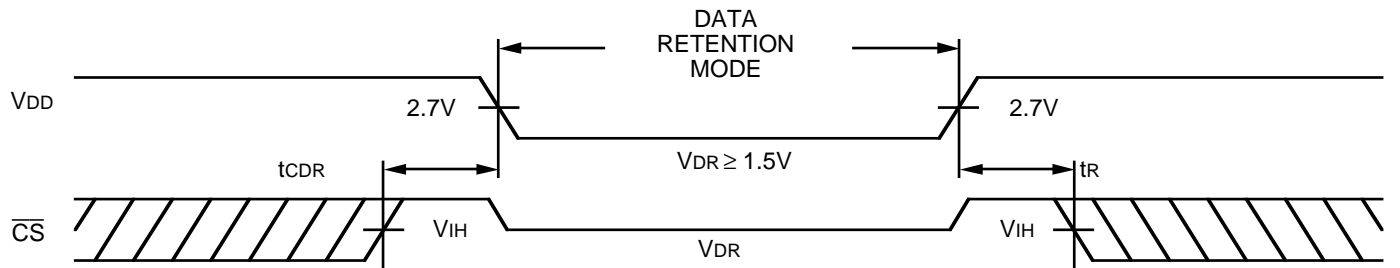 DATA
RETENTION
MODE
VDD
2.7V
2.7V
VDR ≥ 1.5V
tCDR
tR
CS
VIH
VDR
VIH